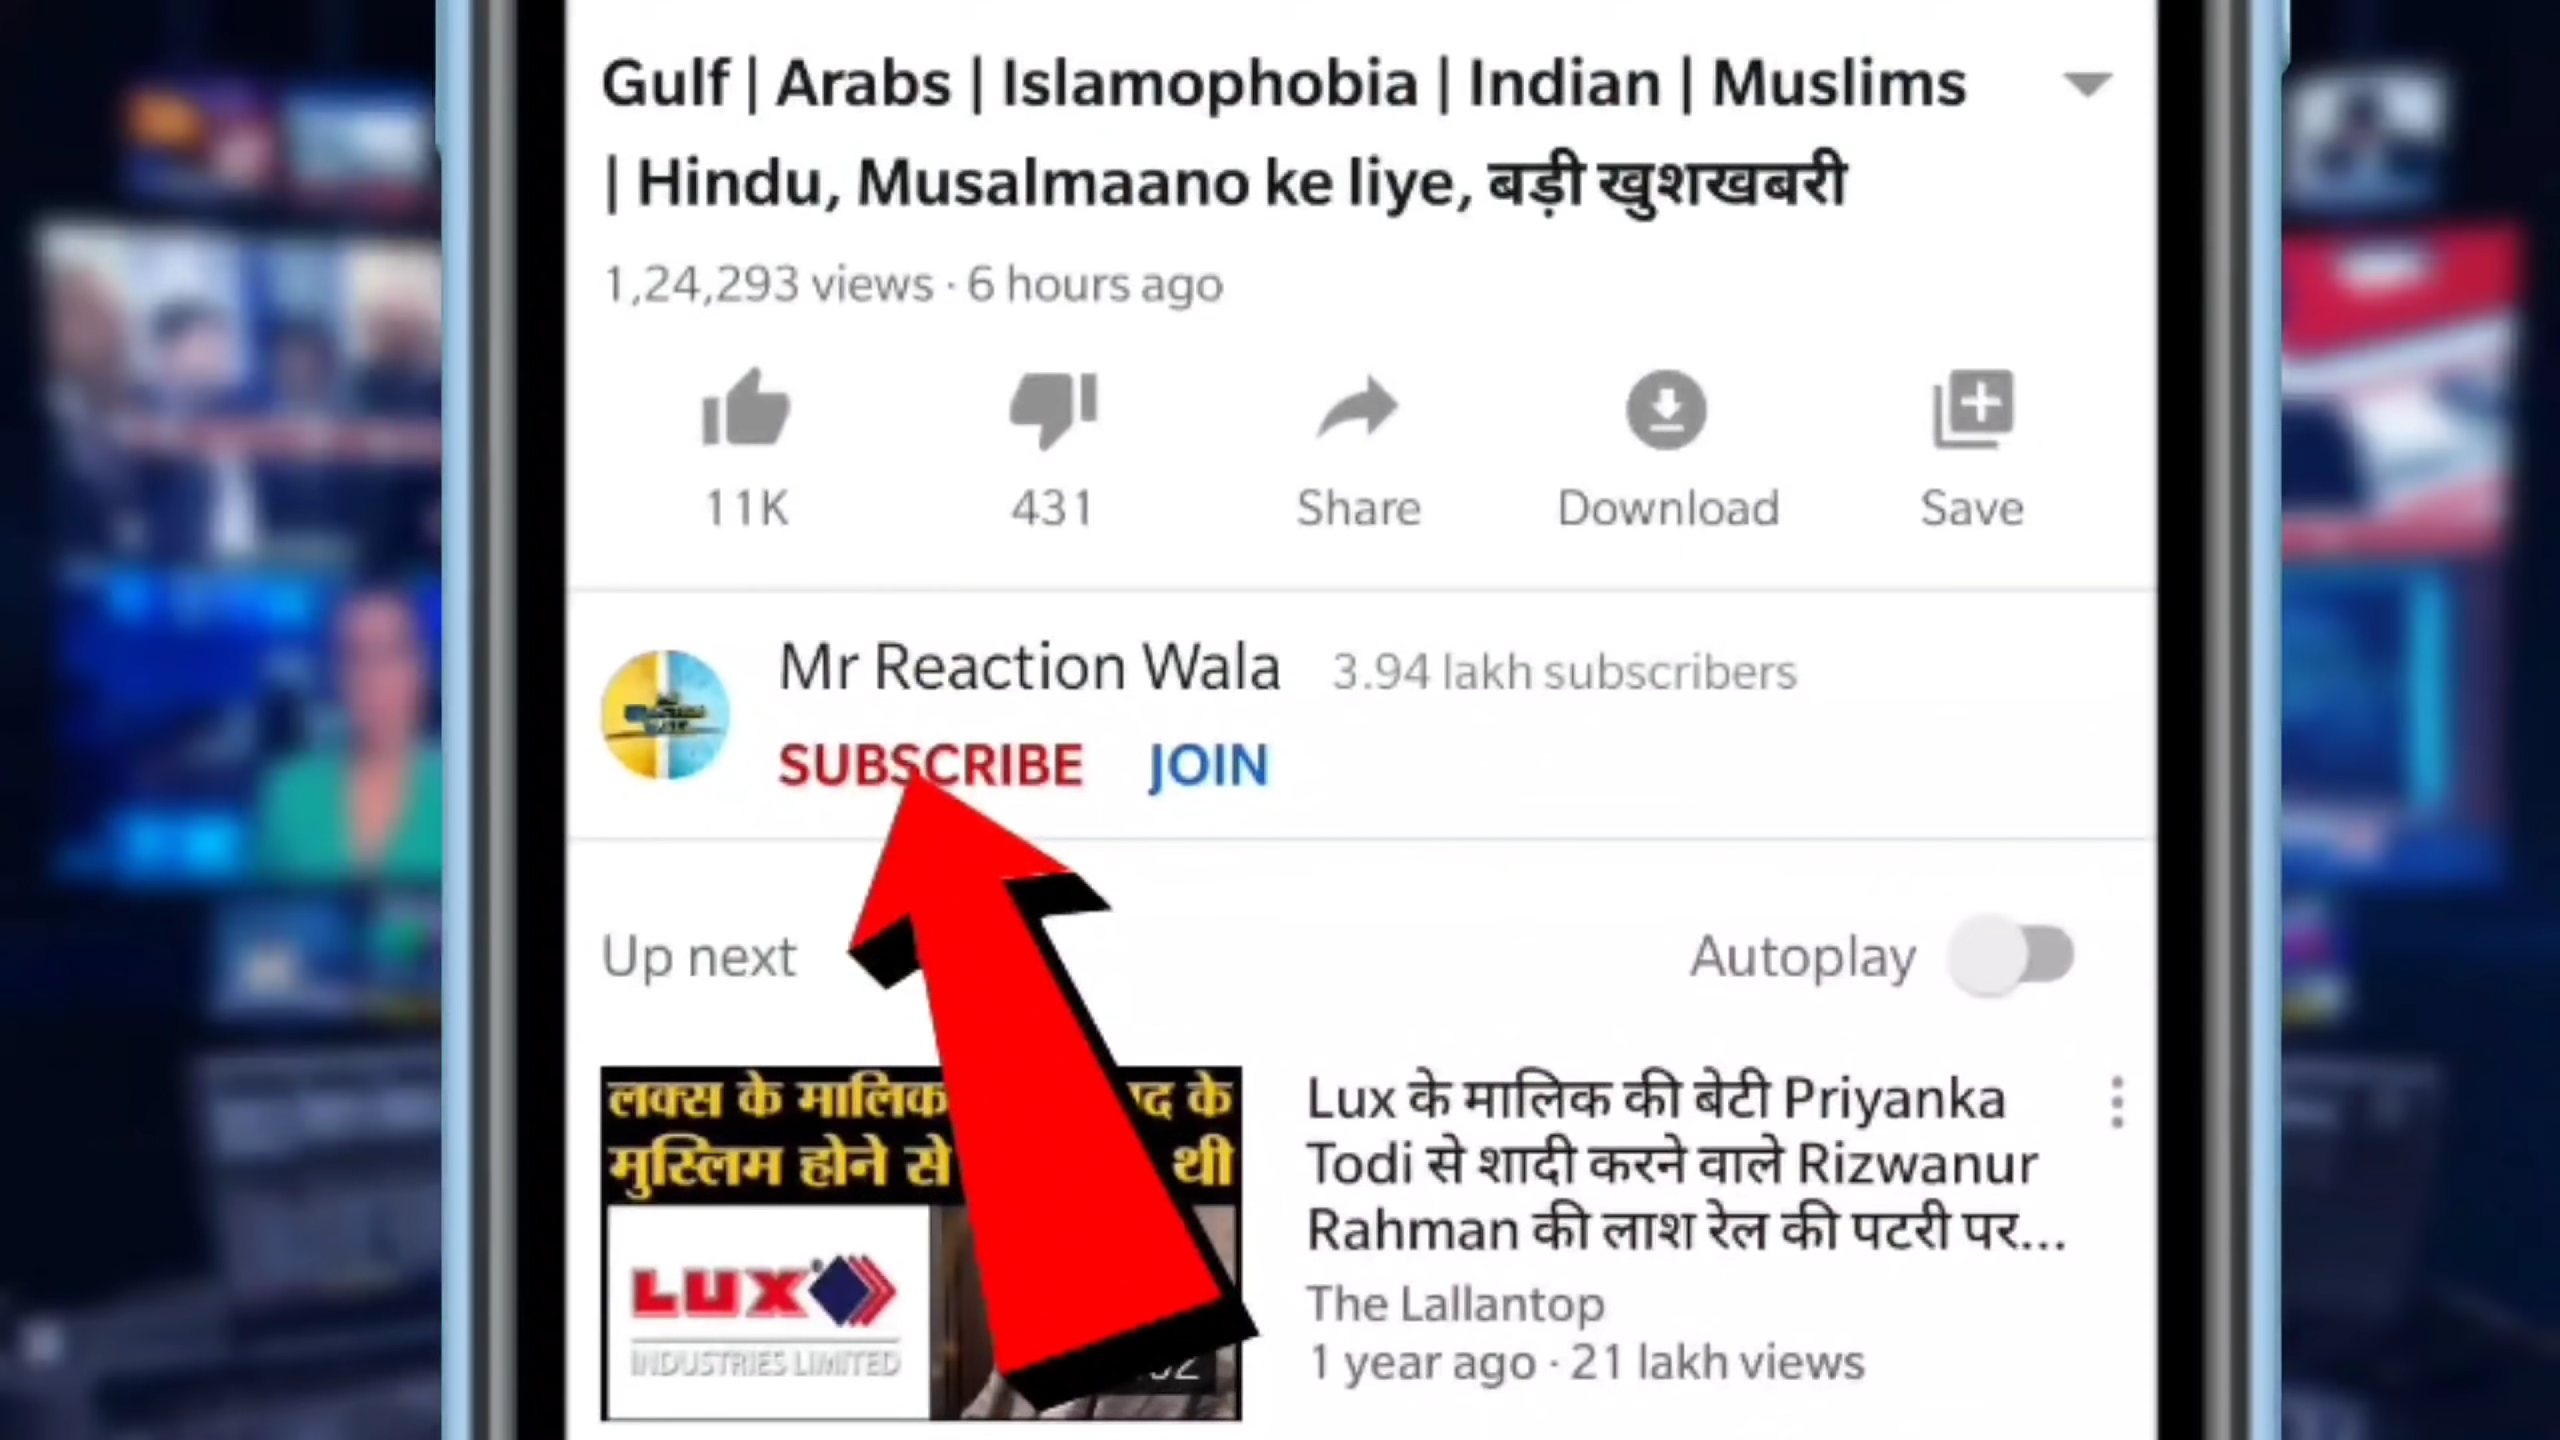 Gulf | Arabs | Islamophobia | Indian | Muslims
| Hindu, Musalmaano ke liye, बड़ी खुशखबरी
1,24,293 views · 6 hours ago
11K
431
Share
Download
Save
Mr Reaction Wala
3.94 lakh subscribers
SUBSCRIBE
JOIN
Up next
Autoplay
लक्स के मालिक के
मुस्लिम होने से थी
LUX
INDUSTRIES LIMITED
Lux के मालिक की बेटी Priyanka
Todi से शादी करने वाले Rizwanur
Rahman की लाश रेल की पटरी पर...
The Lallantop
1 year ago · 21 lakh views